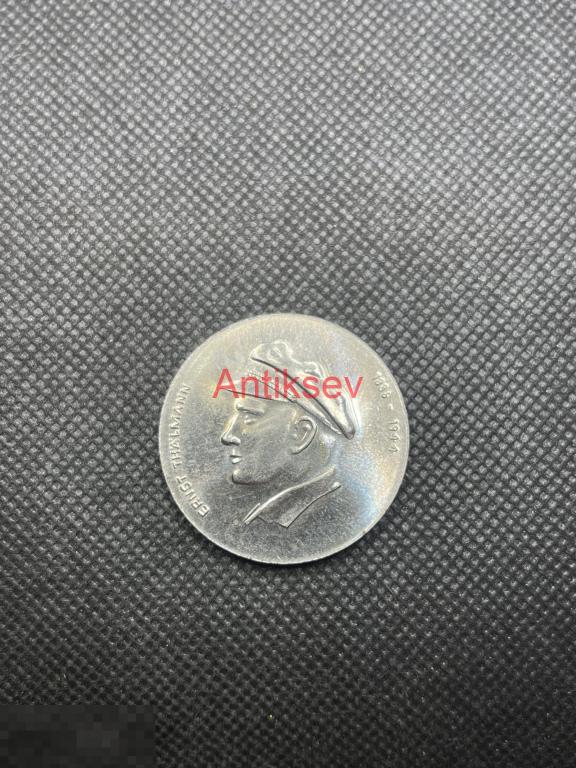 ERNST THÄLMANN
1886 - 1944
Antiksev